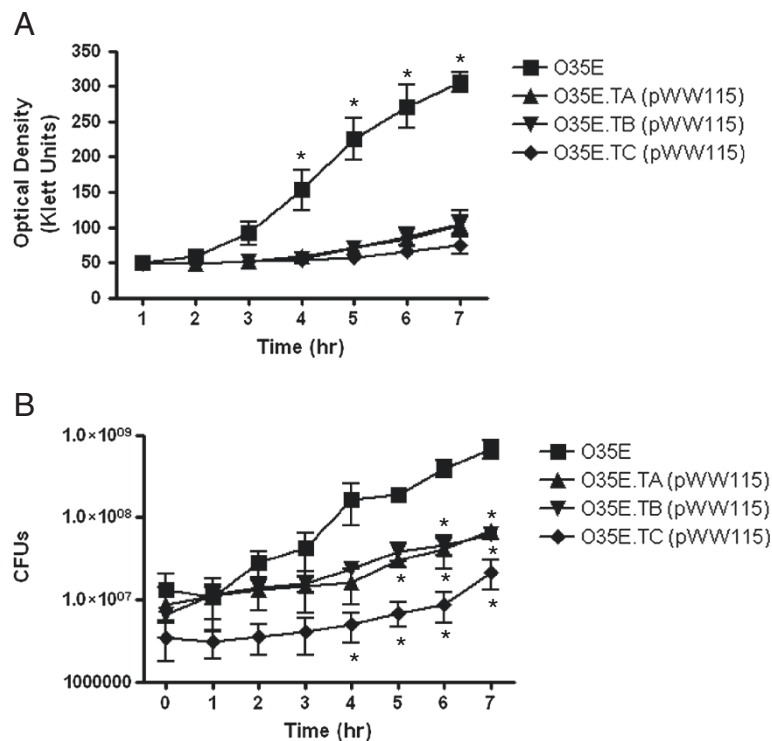 A
350
300
250
200
150
100
50
0
Optical Density
(Klett Units)
* * * *
1 2 3 4 5 6 7
Time (hr)
O35E
O35E.TA (pWW115)
O35E.TB (pWW115)
O35E.TC (pWW115)
B
1.0×10⁰⁹
1.0×10⁰⁸
1.0×10⁰⁷
1000000
CFUs
* *
* * *
* * * *
0 1 2 3 4 5 6 7
Time (hr)
O35E
O35E.TA (pWW115)
O35E.TB (pWW115)
O35E.TC (pWW115)